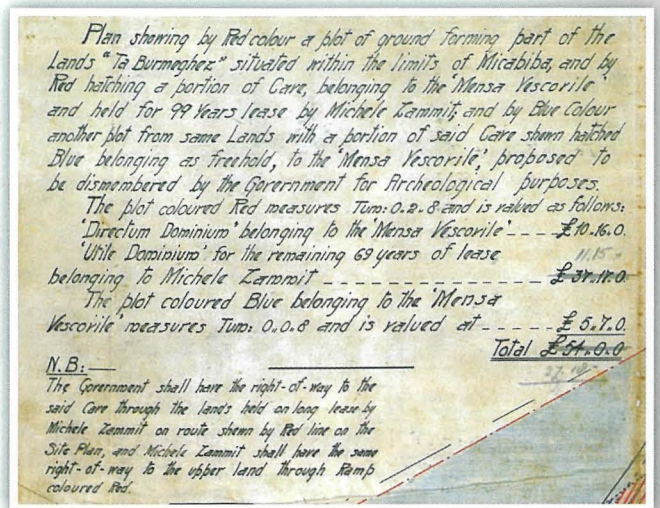 Plan showing by Red colour a plot of ground forming part of the
Lands "Ta Burmeghez" situated within the limits of Micabiba, and by
Red hatching a portion of Cave, belonging to the 'Mensa Vescovile'
and held for 99 Years lease by Michele Zammit; and by Blue Colour
another plot from same Lands with a portion of said Cave shewn hatched
Blue belonging as freehold, to the 'Mensa Vescovile', proposed to
be dismembered by the Government for Archeological purposes.
The plot coloured Red measures Tum: 0.2.8 and is valued as follows:
'Directum Dominium' belonging to the 'Mensa Vescovile' ---- £10.16.0.
'Utile Dominium' for the remaining 69 years of lease
11.15
belonging to Michele Zammit ---------------- £ 37.17.0
The plot coloured Blue belonging to the 'Mensa
Vescovile' measures Tum: 0..0.8 and is valued at ----- £ 5..7..0.
Total £ 54..0..0
N.B:—
The Government shall have the right-of-way to the
said Cave through the lands held on long lease by
Michele Zammit on route shewn by Red line on the
Site Plan, and Michele Zammit shall have the same
right-of-way to the upper land through Ramp
coloured Red.